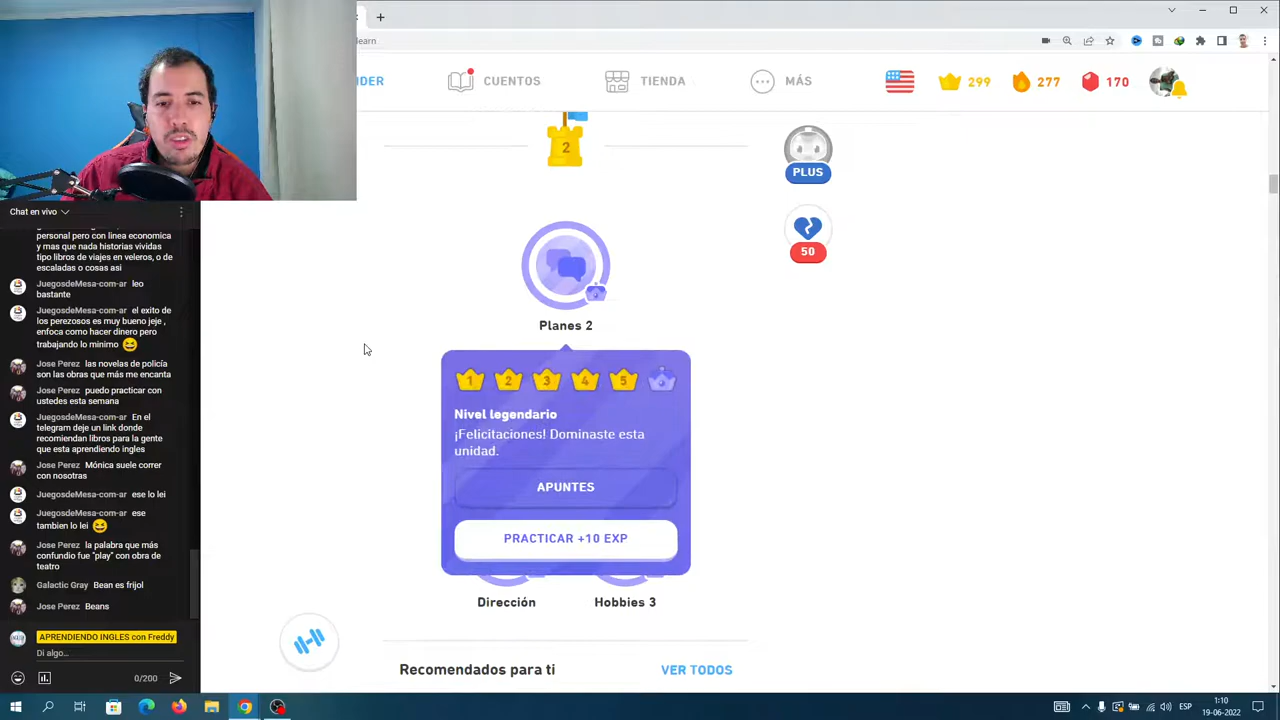 earn
DER
CUENTOS
TIENDA
MÁS
299
277
170
2
PLUS
50
Planes 2
1 2 3 4 5
Nivel legendario
¡Felicitaciones! Dominaste esta
unidad.
APUNTES
PRACTICAR +10 EXP
Dirección
Hobbies 3
Recomendados para ti
VER TODOS
Chat en vivo
personal pero con linea economica
y mas que nada historias vividas
tipo libros de viajes en veleros, o de
escaladas o cosas asi
JuegosdeMesa-com-ar leo
bastante
JuegosdeMesa-com-ar el exito de
los perezosos es muy bueno jeje ,
enfoca como hacer dinero pero
trabajando lo minimo
Jose Perez las novelas de policía
son las obras que más me encanta
Jose Perez puedo practicar con
ustedes esta semana
JuegosdeMesa-com-ar En el
telegram deje un link donde
recomiendan libros para la gente
que esta aprendiendo ingles
Jose Perez Mónica suele correr
con nosotras
JuegosdeMesa-com-ar ese lo lei
JuegosdeMesa-com-ar ese
tambien lo lei
Jose Perez la palabra que más
confundio fue "play" con obra de
teatro
Galactic Gray Bean es frijol
Jose Perez Beans
APRENDIENDO INGLES con Freddy
Di algo...
0/200
ESP
1:10
19-06-2022